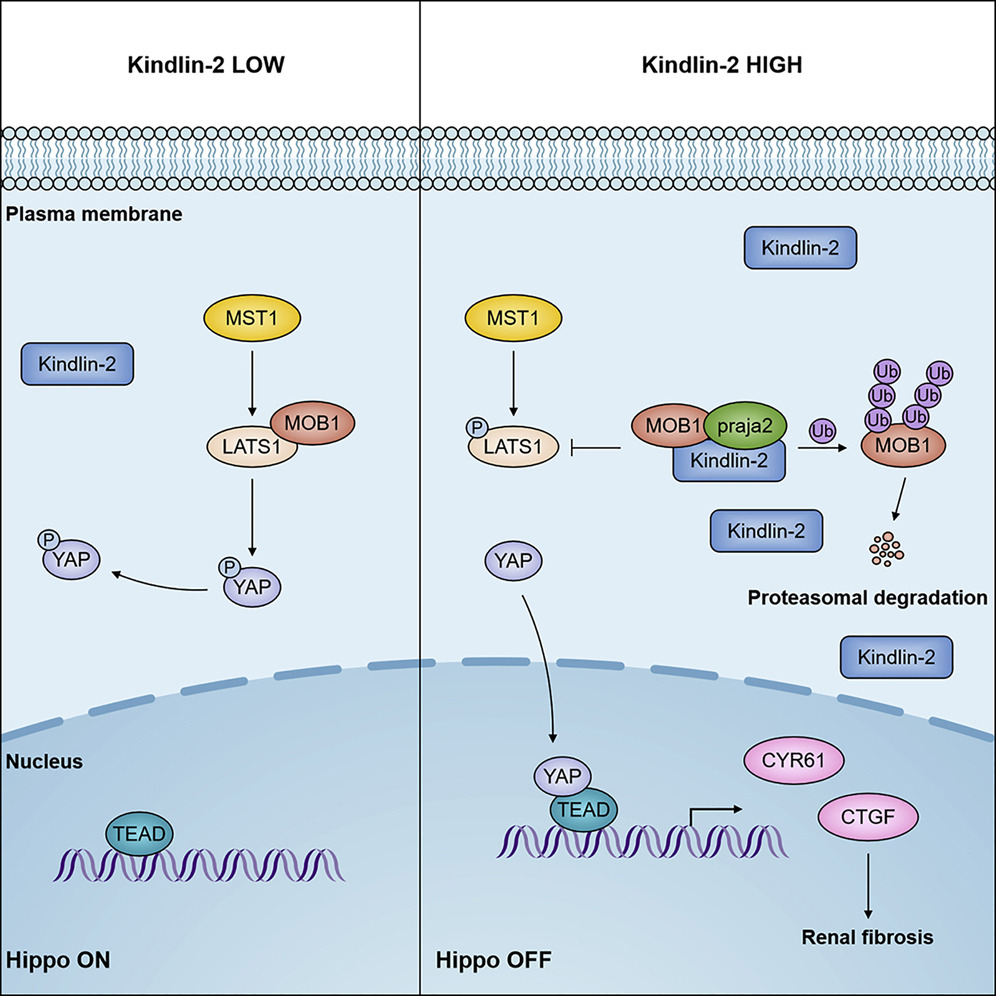 Kindlin-2 LOW
Plasma membrane
MST1
Kindlin-2
MOB1
LATS1
P
YAP
P
YAP
Nucleus
TEAD
Hippo ON
Kindlin-2 HIGH
Kindlin-2
MST1
Ub
Ub
Ub
Ub
Ub
Ub
P
LATS1
MOB1
praja2
Kindlin-2
Ub
MOB1
Kindlin-2
YAP
Proteasomal degradation
Kindlin-2
YAP
TEAD
CYR61
CTGF
Renal fibrosis
Hippo OFF